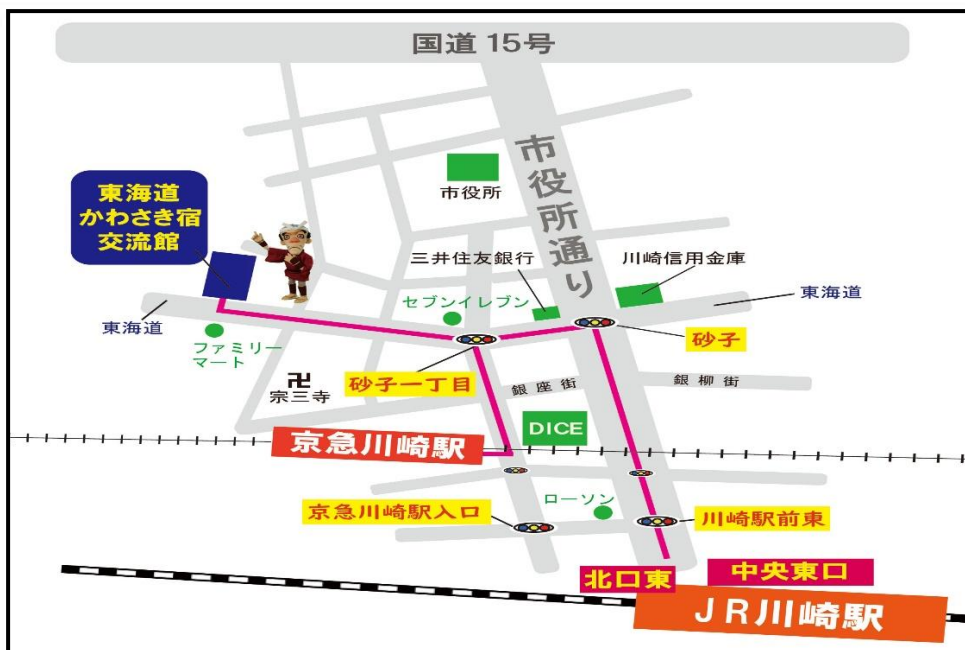 国道15号
市役所通り
市役所
東海道
かわさき宿
交流館
三井住友銀行
川崎信用金庫
セブンイレブン
東海道
東海道
砂子
ファミリー
マート
砂子一丁目
卍
宗三寺
銀座街
銀柳街
DICE
京急川崎駅
ローソン
京急川崎駅入口
川崎駅前東
北口東
中央東口
JR川崎駅